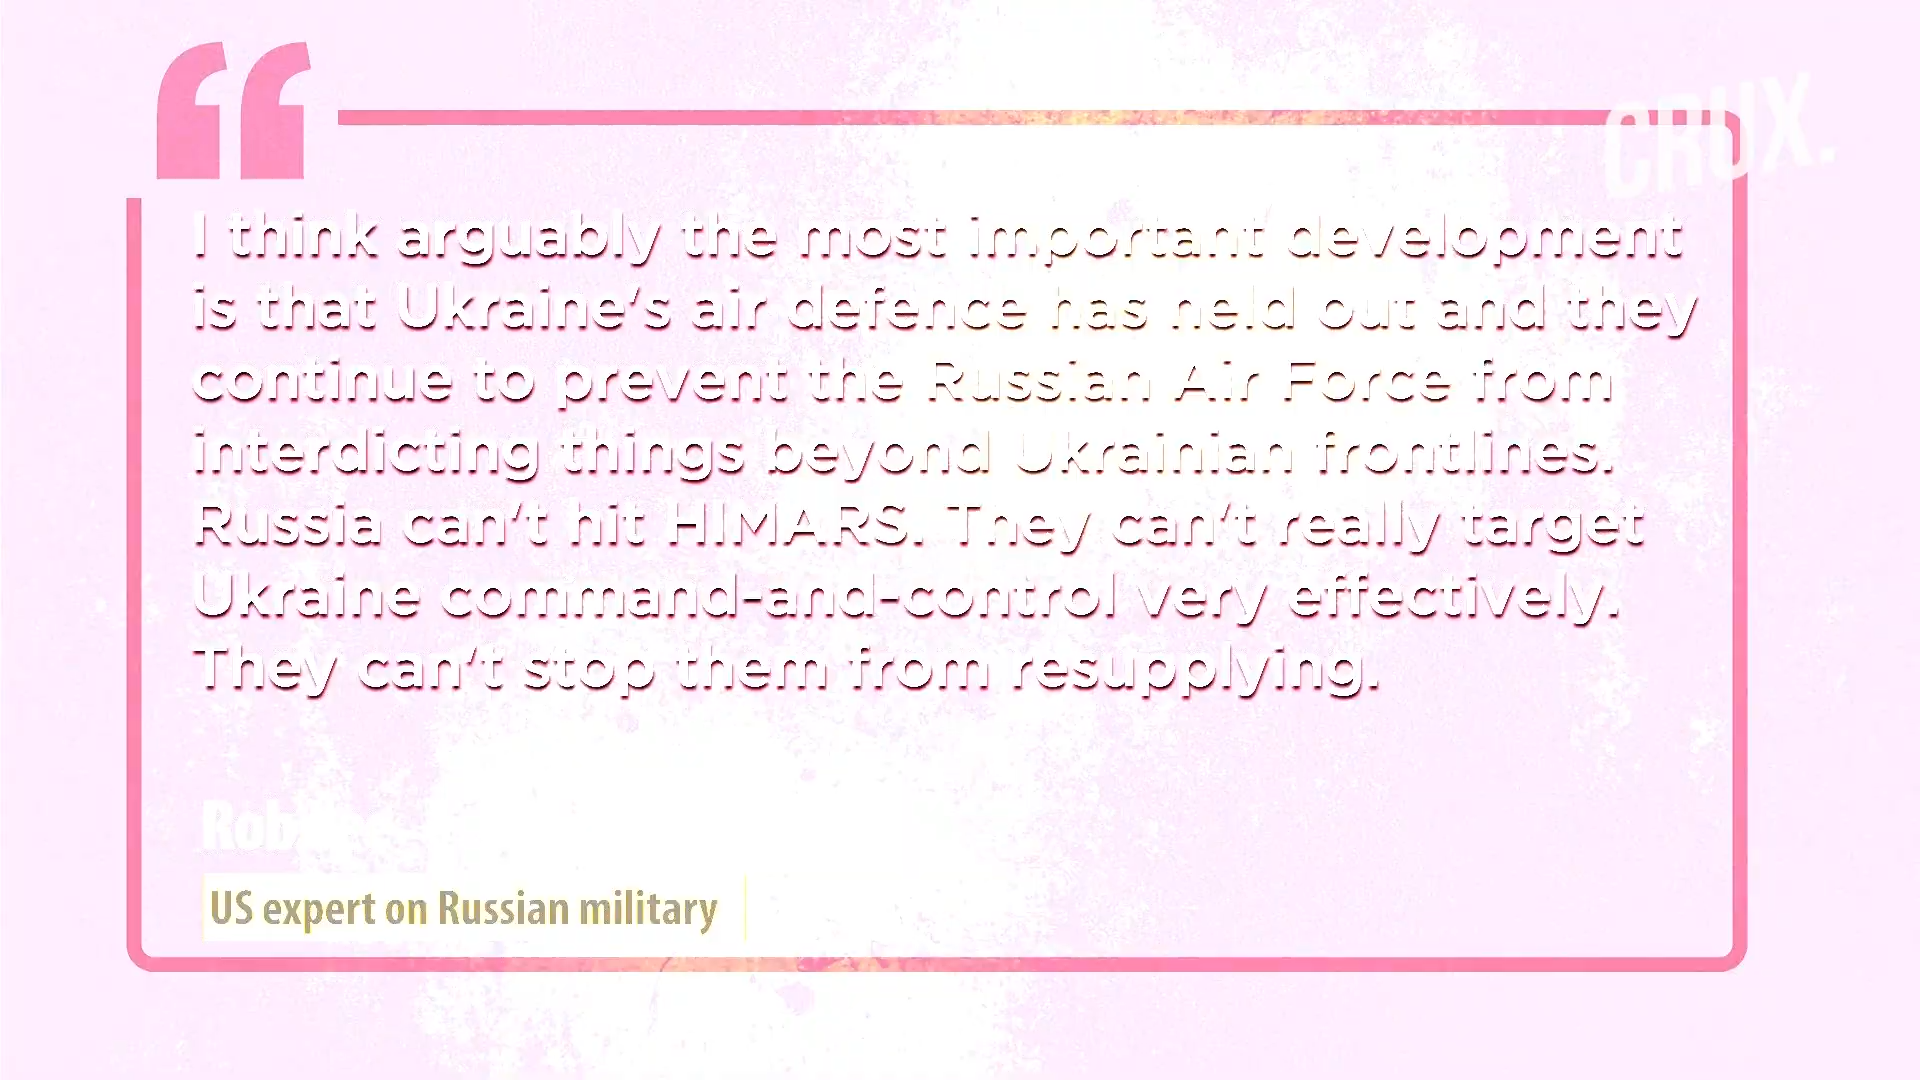 CRUX.
I think arguably the most important development
is that Ukraine's air defence has held out and they
continue to prevent the Russian Air Force from
interdicting things beyond Ukrainian frontlines.
Russia can't hit HIMARS. They can't really target
Ukraine command-and-control very effectively.
They can't stop them from resupplying.
Rob
US expert on Russian military